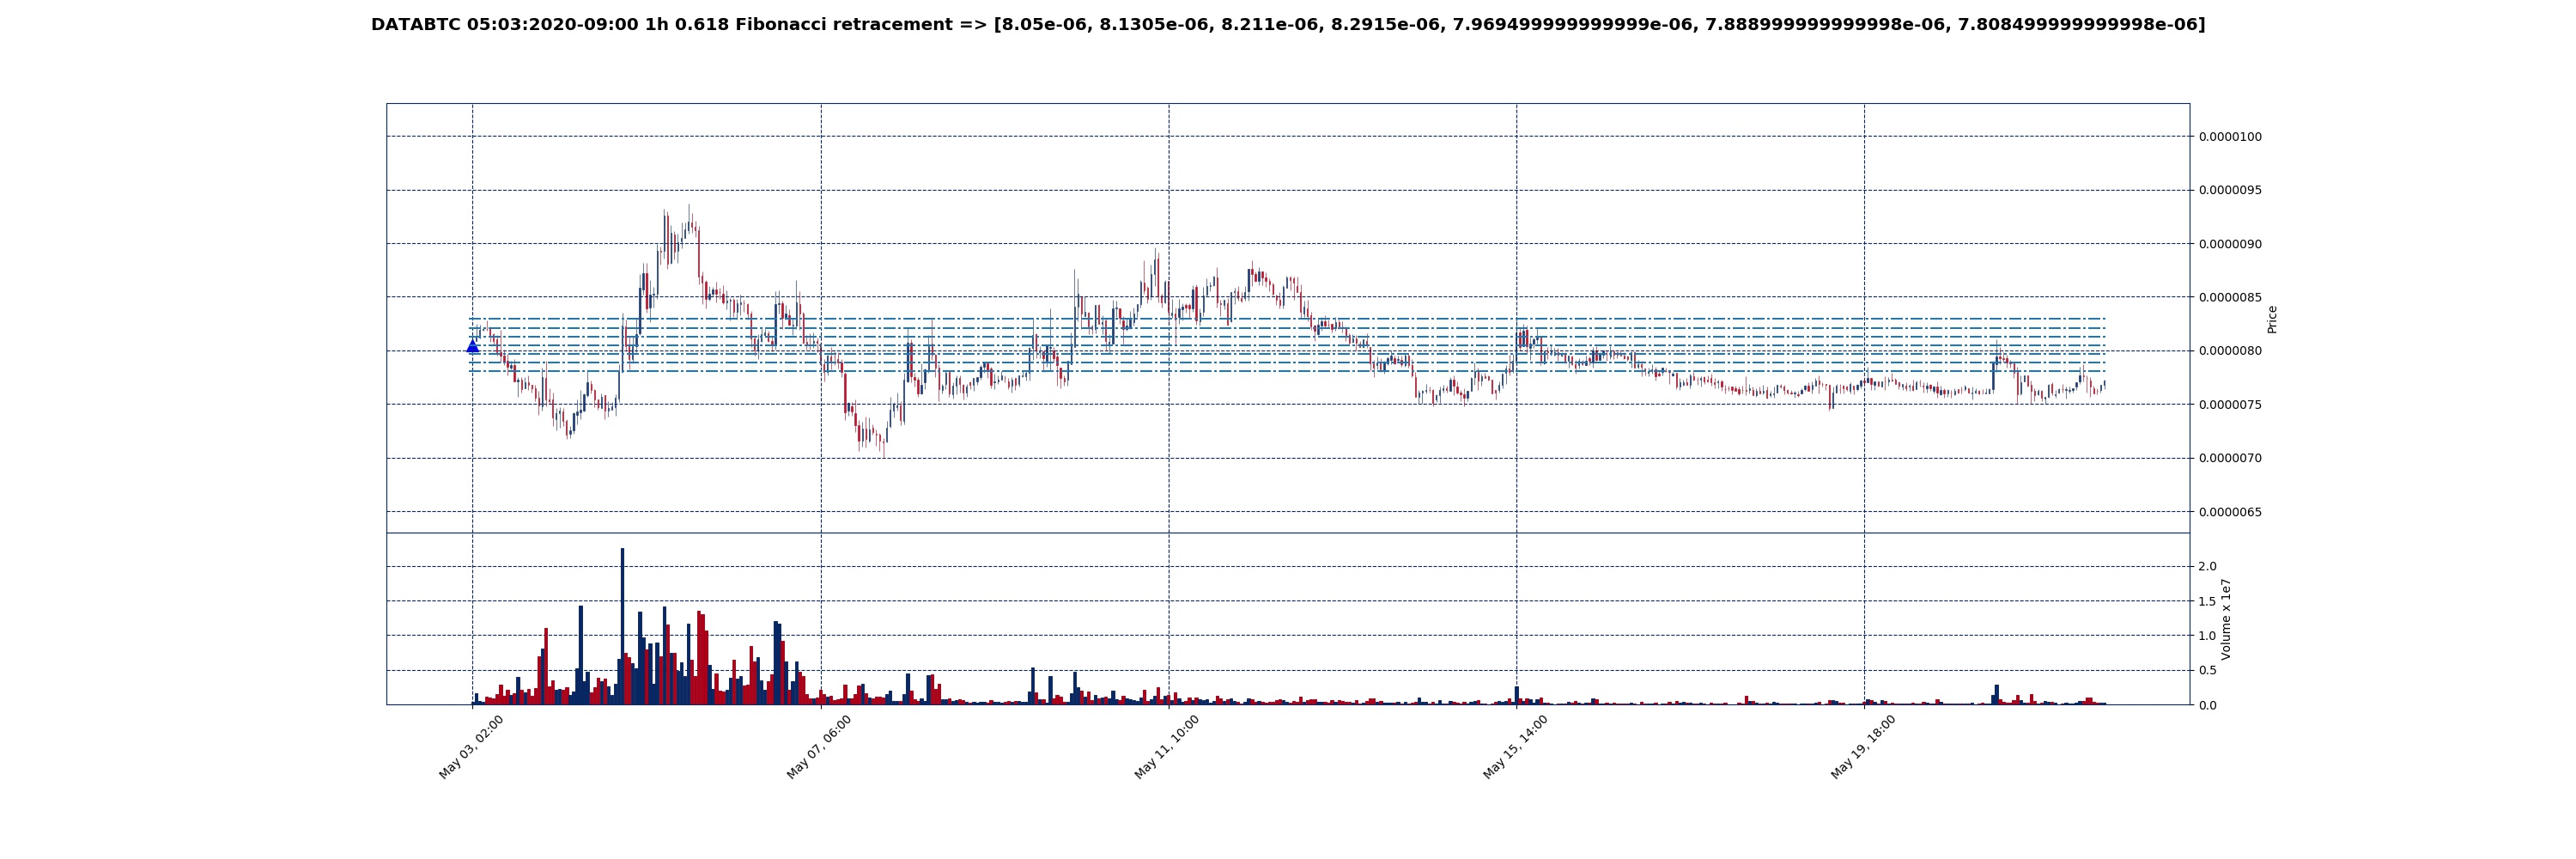 DATABTC 05:03:2020-09:00 1h 0.618 Fibonacci retracement => [8.05e-06, 8.1305e-06, 8.211e-06, 8.2915e-06, 7.969499999999999e-06, 7.888999999999998e-06, 7.808499999999998e-06]
0.0000100
0.0000095
0.0000090
0.0000085
0.0000080
0.0000075
0.0000070
0.0000065
Price
2.0
1.5
1.0
0.5
0.0
Volume x 1e7
May 03, 02:00
May 07, 06:00
May 11, 10:00
May 15, 14:00
May 19, 18:00